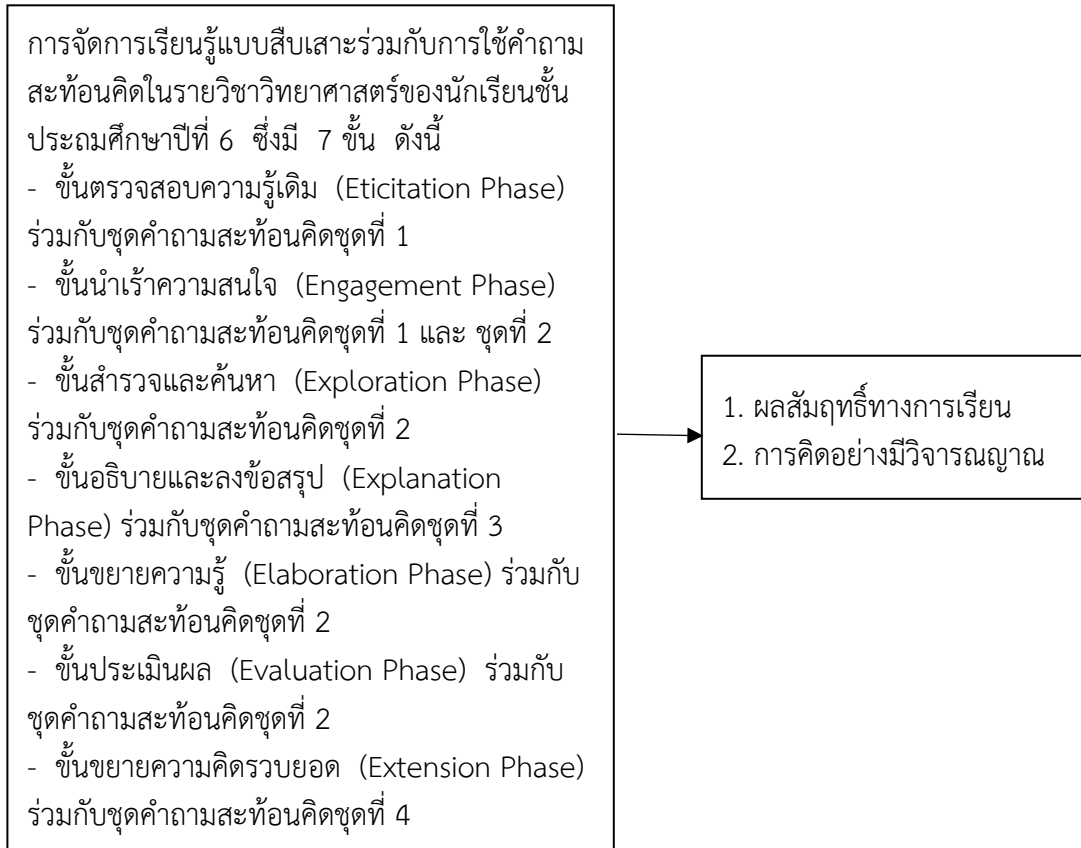 การจัดการเรียนรู้แบบสืบเสาะร่วมกับการใช้คำถาม
สะท้อนคิดในรายวิชาวิทยาศาสตร์ของนักเรียนชั้น
ประถมศึกษาปีที่ 6 ซึ่งมี 7 ขั้น ดังนี้
- ขั้นตรวจสอบความรู้เดิม (Eticitation Phase)
ร่วมกับชุดคำถามสะท้อนคิดชุดที่ 1
- ขั้นนำเร้าความสนใจ (Engagement Phase)
ร่วมกับชุดคำถามสะท้อนคิดชุดที่ 1 และ ชุดที่ 2
- ขั้นสำรวจและค้นหา (Exploration Phase)
ร่วมกับชุดคำถามสะท้อนคิดชุดที่ 2
- ขั้นอธิบายและลงข้อสรุป (Explanation
Phase) ร่วมกับชุดคำถามสะท้อนคิดชุดที่ 3
- ขั้นขยายความรู้ (Elaboration Phase) ร่วมกับ
ชุดคำถามสะท้อนคิดชุดที่ 2
- ขั้นประเมินผล (Evaluation Phase) ร่วมกับ
ชุดคำถามสะท้อนคิดชุดที่ 2
- ขั้นขยายความคิดรวบยอด (Extension Phase)
ร่วมกับชุดคำถามสะท้อนคิดชุดที่ 4
1. ผลสัมฤทธิ์ทางการเรียน
2. การคิดอย่างมีวิจารณญาณ